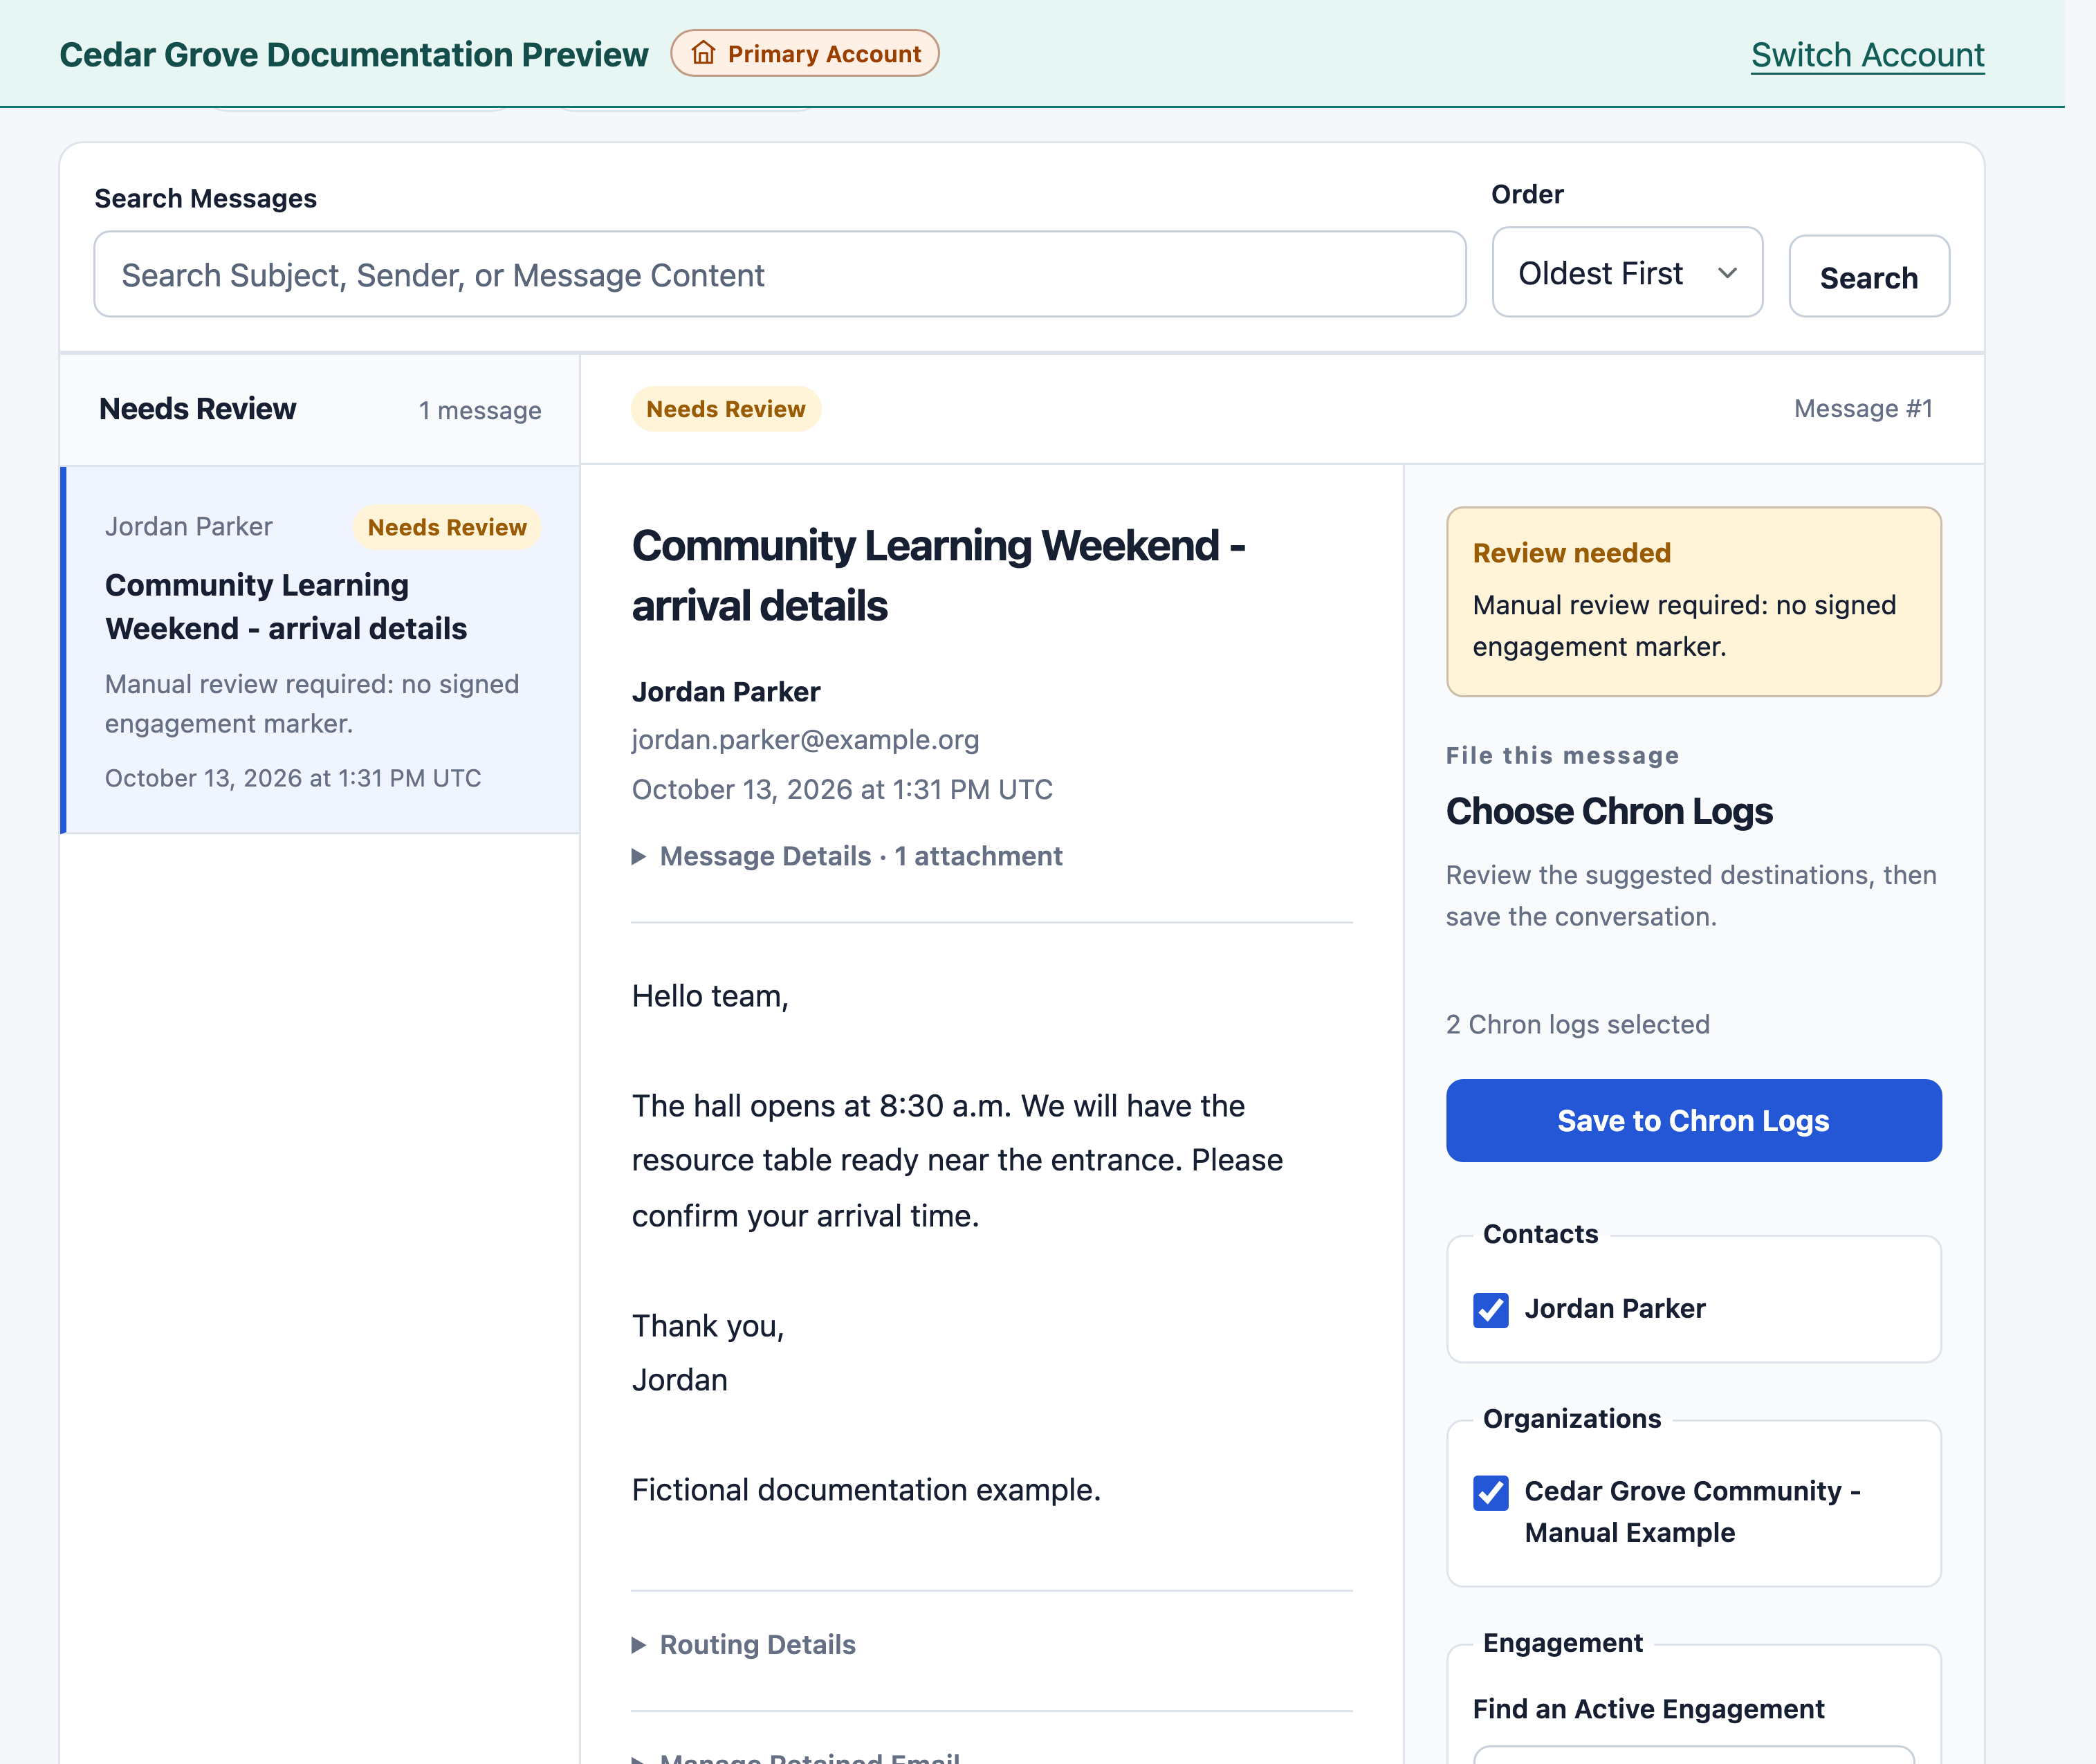 Cedar Grove Documentation Preview
Primary Account
Switch Account
Search Messages
Order
Search Subject, Sender, or Message Content
Oldest First
Search
Needs Review
1 message
Needs Review
Message #1
Jordan Parker
Needs Review
Community Learning
Weekend - arrival details
Manual review required: no signed
engagement marker.
October 13, 2026 at 1:31 PM UTC
Community Learning Weekend -
arrival details
Jordan Parker
jordan.parker@example.org
October 13, 2026 at 1:31 PM UTC
Message Details · 1 attachment
Hello team,
The hall opens at 8:30 a.m. We will have the
resource table ready near the entrance. Please
confirm your arrival time.
Thank you,
Jordan
Fictional documentation example.
Routing Details
Manage Retained Email
Review needed
Manual review required: no signed
engagement marker.
File this message
Choose Chron Logs
Review the suggested destinations, then
save the conversation.
2 Chron logs selected
Save to Chron Logs
Contacts
Jordan Parker
Organizations
Cedar Grove Community -
Manual Example
Engagement
Find an Active Engagement